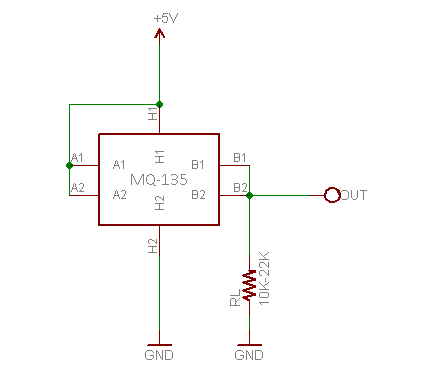 +5V
H1
A1 A1 H1 B1 B1
MQ-135
A2 A2 H2 B2 B2 OUT
H2
RL 10K-22K
GND GND